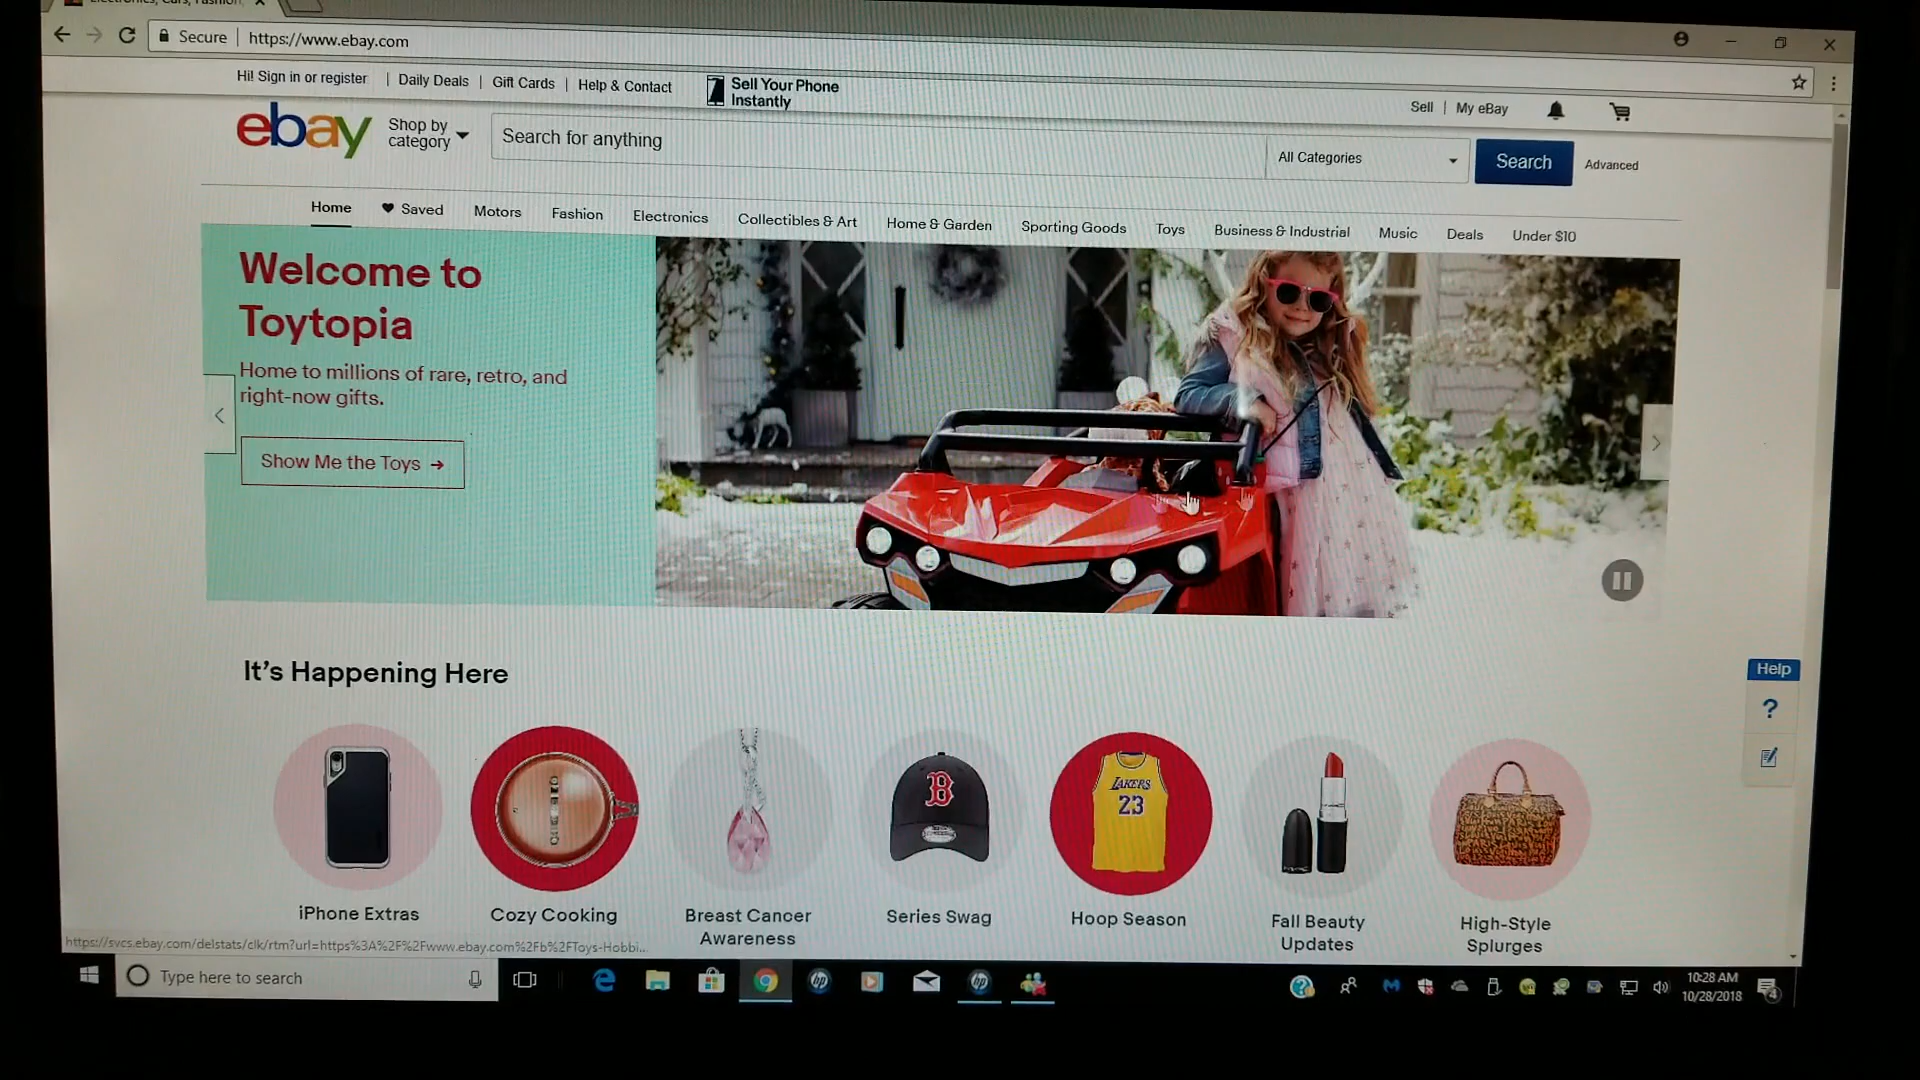 Secure
https://www.ebay.com
Hi! Sign in or register
Daily Deals
Gift Cards
Help & Contact
Sell Your Phone
Instantly
Sell
My eBay
ebay
Shop by
category
Search for anything
All Categories
Search
Advanced
Home
Saved
Motors
Fashion
Electronics
Collectibles & Art
Home & Garden
Sporting Goods
Toys
Business & Industrial
Music
Deals
Under $10
Welcome to
Toytopia
Home to millions of rare, retro, and
right-now gifts.
Show Me the Toys
It's Happening Here
Help
?
B
LAKERS
23
iPhone Extras
Cozy Cooking
Breast Cancer
Awareness
Series Swag
Hoop Season
Fall Beauty
Updates
High-Style
Splurges
https://svcs.ebay.com/delstats/clk/rtm?url=https%3A%2F%2Fwww.ebay.com%2Fb%2FToys-Hobbi...
Type here to search
hp
hp
10:28 AM
10/28/2018
4